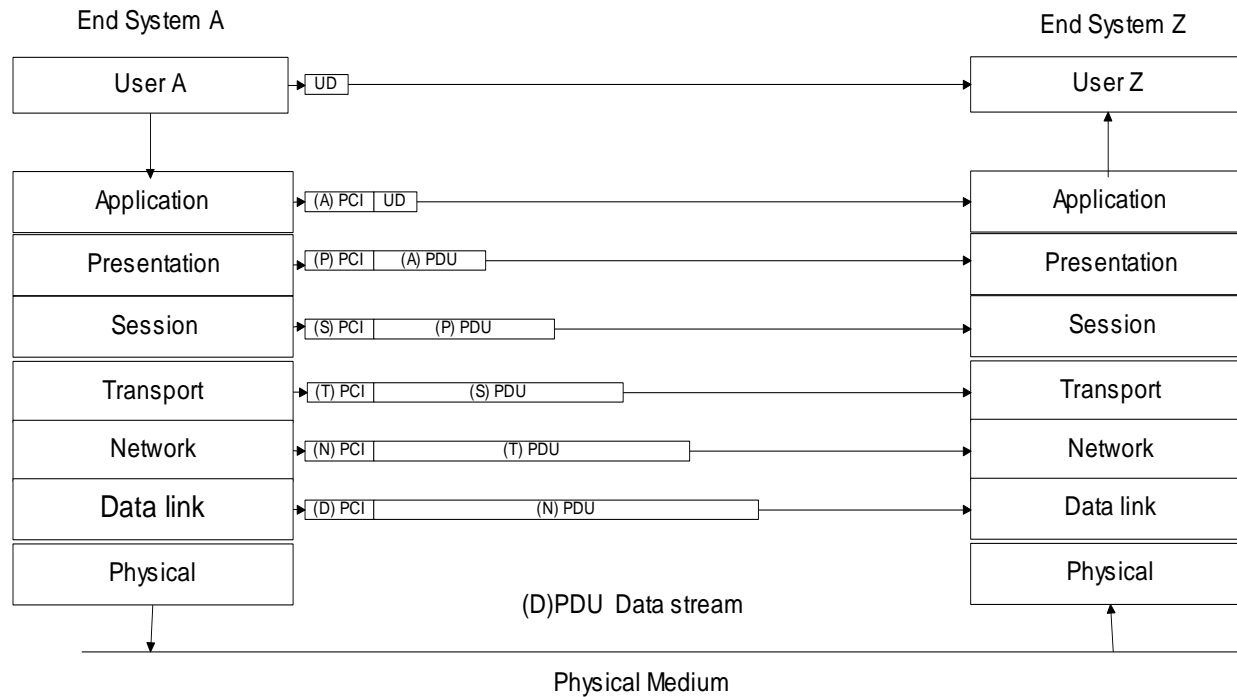 End System A
End System Z
User A
UD
User Z
Application
(A) PCI
UD
Application
Presentation
(P) PCI
(A) PDU
Presentation
Session
(S) PCI
(P) PDU
Session
Transport
(T) PCI
(S) PDU
Transport
Network
(N) PCI
(T) PDU
Network
Data link
(D) PCI
(N) PDU
Data link
Physical
Physical
(D)PDU Data stream
Physical Medium